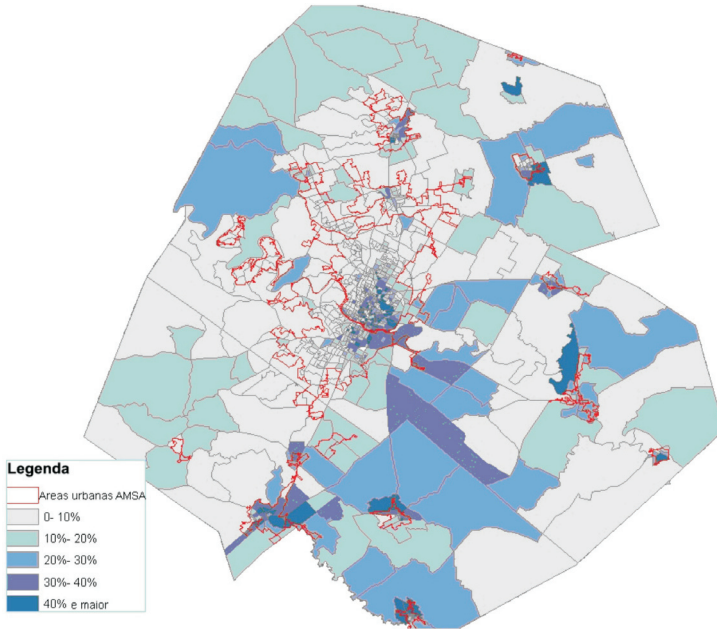 Legenda
Areas urbanas AMSA
0- 10%
10%- 20%
20%- 30%
30%- 40%
40% e maior